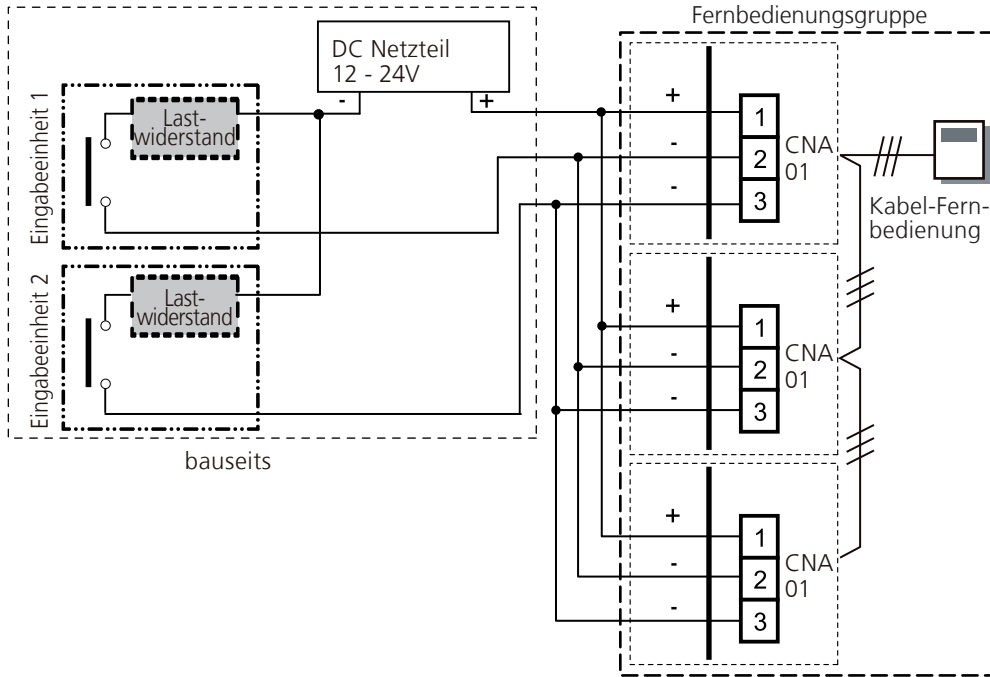 Fernbedienungsgruppe
DC Netzteil
12 - 24V
-
+
Eingabeeinheit 1
Last-
widerstand
Eingabeeinheit 2
Last-
widerstand
bauseits
+
-
-
1
2
3
CNA
01
Kabel-Fern-
bedienung
+
-
-
1
2
3
CNA
01
+
-
-
1
2
3
CNA
01